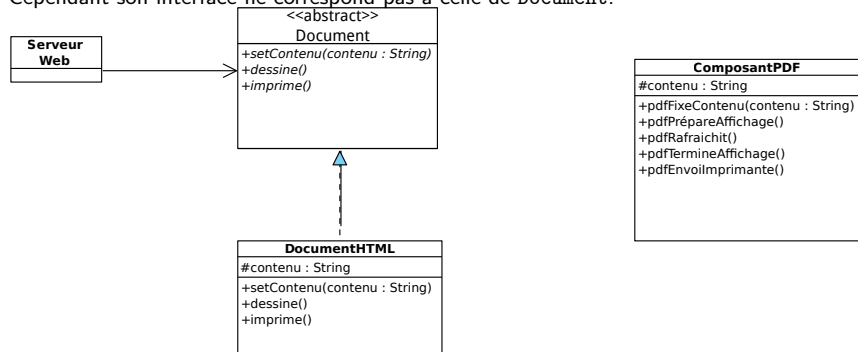 Cependant son interface ne correspond pas à celle de Document.
Serveur
Web
<<abstract>>
Document
+setContenu(contenu : String)
+dessine()
+imprime()
ComposantPDF
#contenu : String
+pdfFixeContenu(contenu : String)
+pdfPrépareAffichage()
+pdfRafraichit()
+pdfTermineAffichage()
+pdfEnvoiImprimante()
DocumentHTML
#contenu : String
+setContenu(contenu : String)
+dessine()
+imprime()